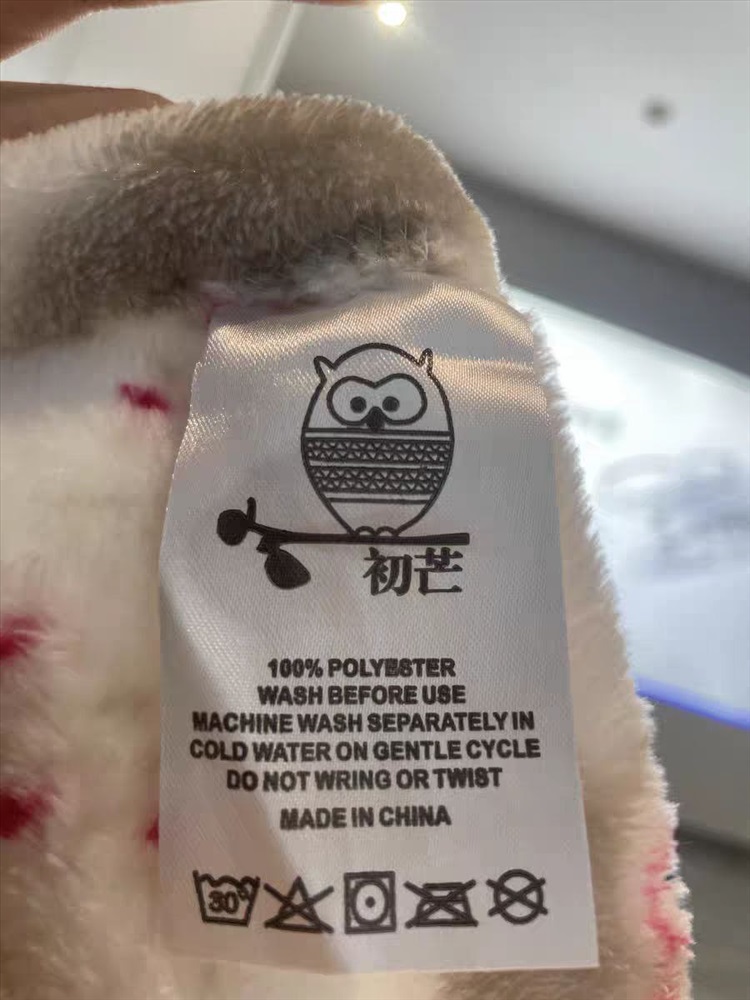 初芒
100% POLYESTER
WASH BEFORE USE
MACHINE WASH SEPARATELY IN
COLD WATER ON GENTLE CYCLE
DO NOT WRING OR TWIST
MADE IN CHINA
30°